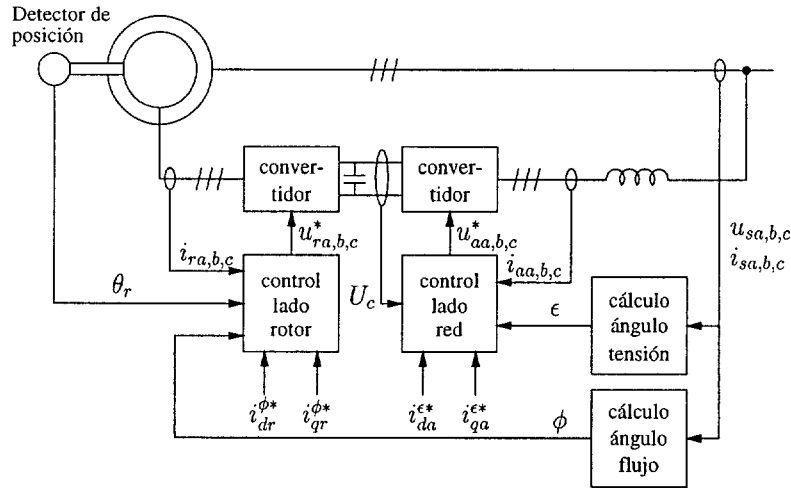 Detector de
posición
conver-
tidor
conver-
tidor
u*ra,b,c
u*aa,b,c
usa,b,c
isa,b,c
ira,b,c
iaa,b,c
θr
control
lado
rotor
Uc
control
lado
red
ϵ
cálculo
ángulo
tensión
iϕ*dr
iϕ*qr
iϵ*da
iϵ*qa
ϕ
cálculo
ángulo
flujo